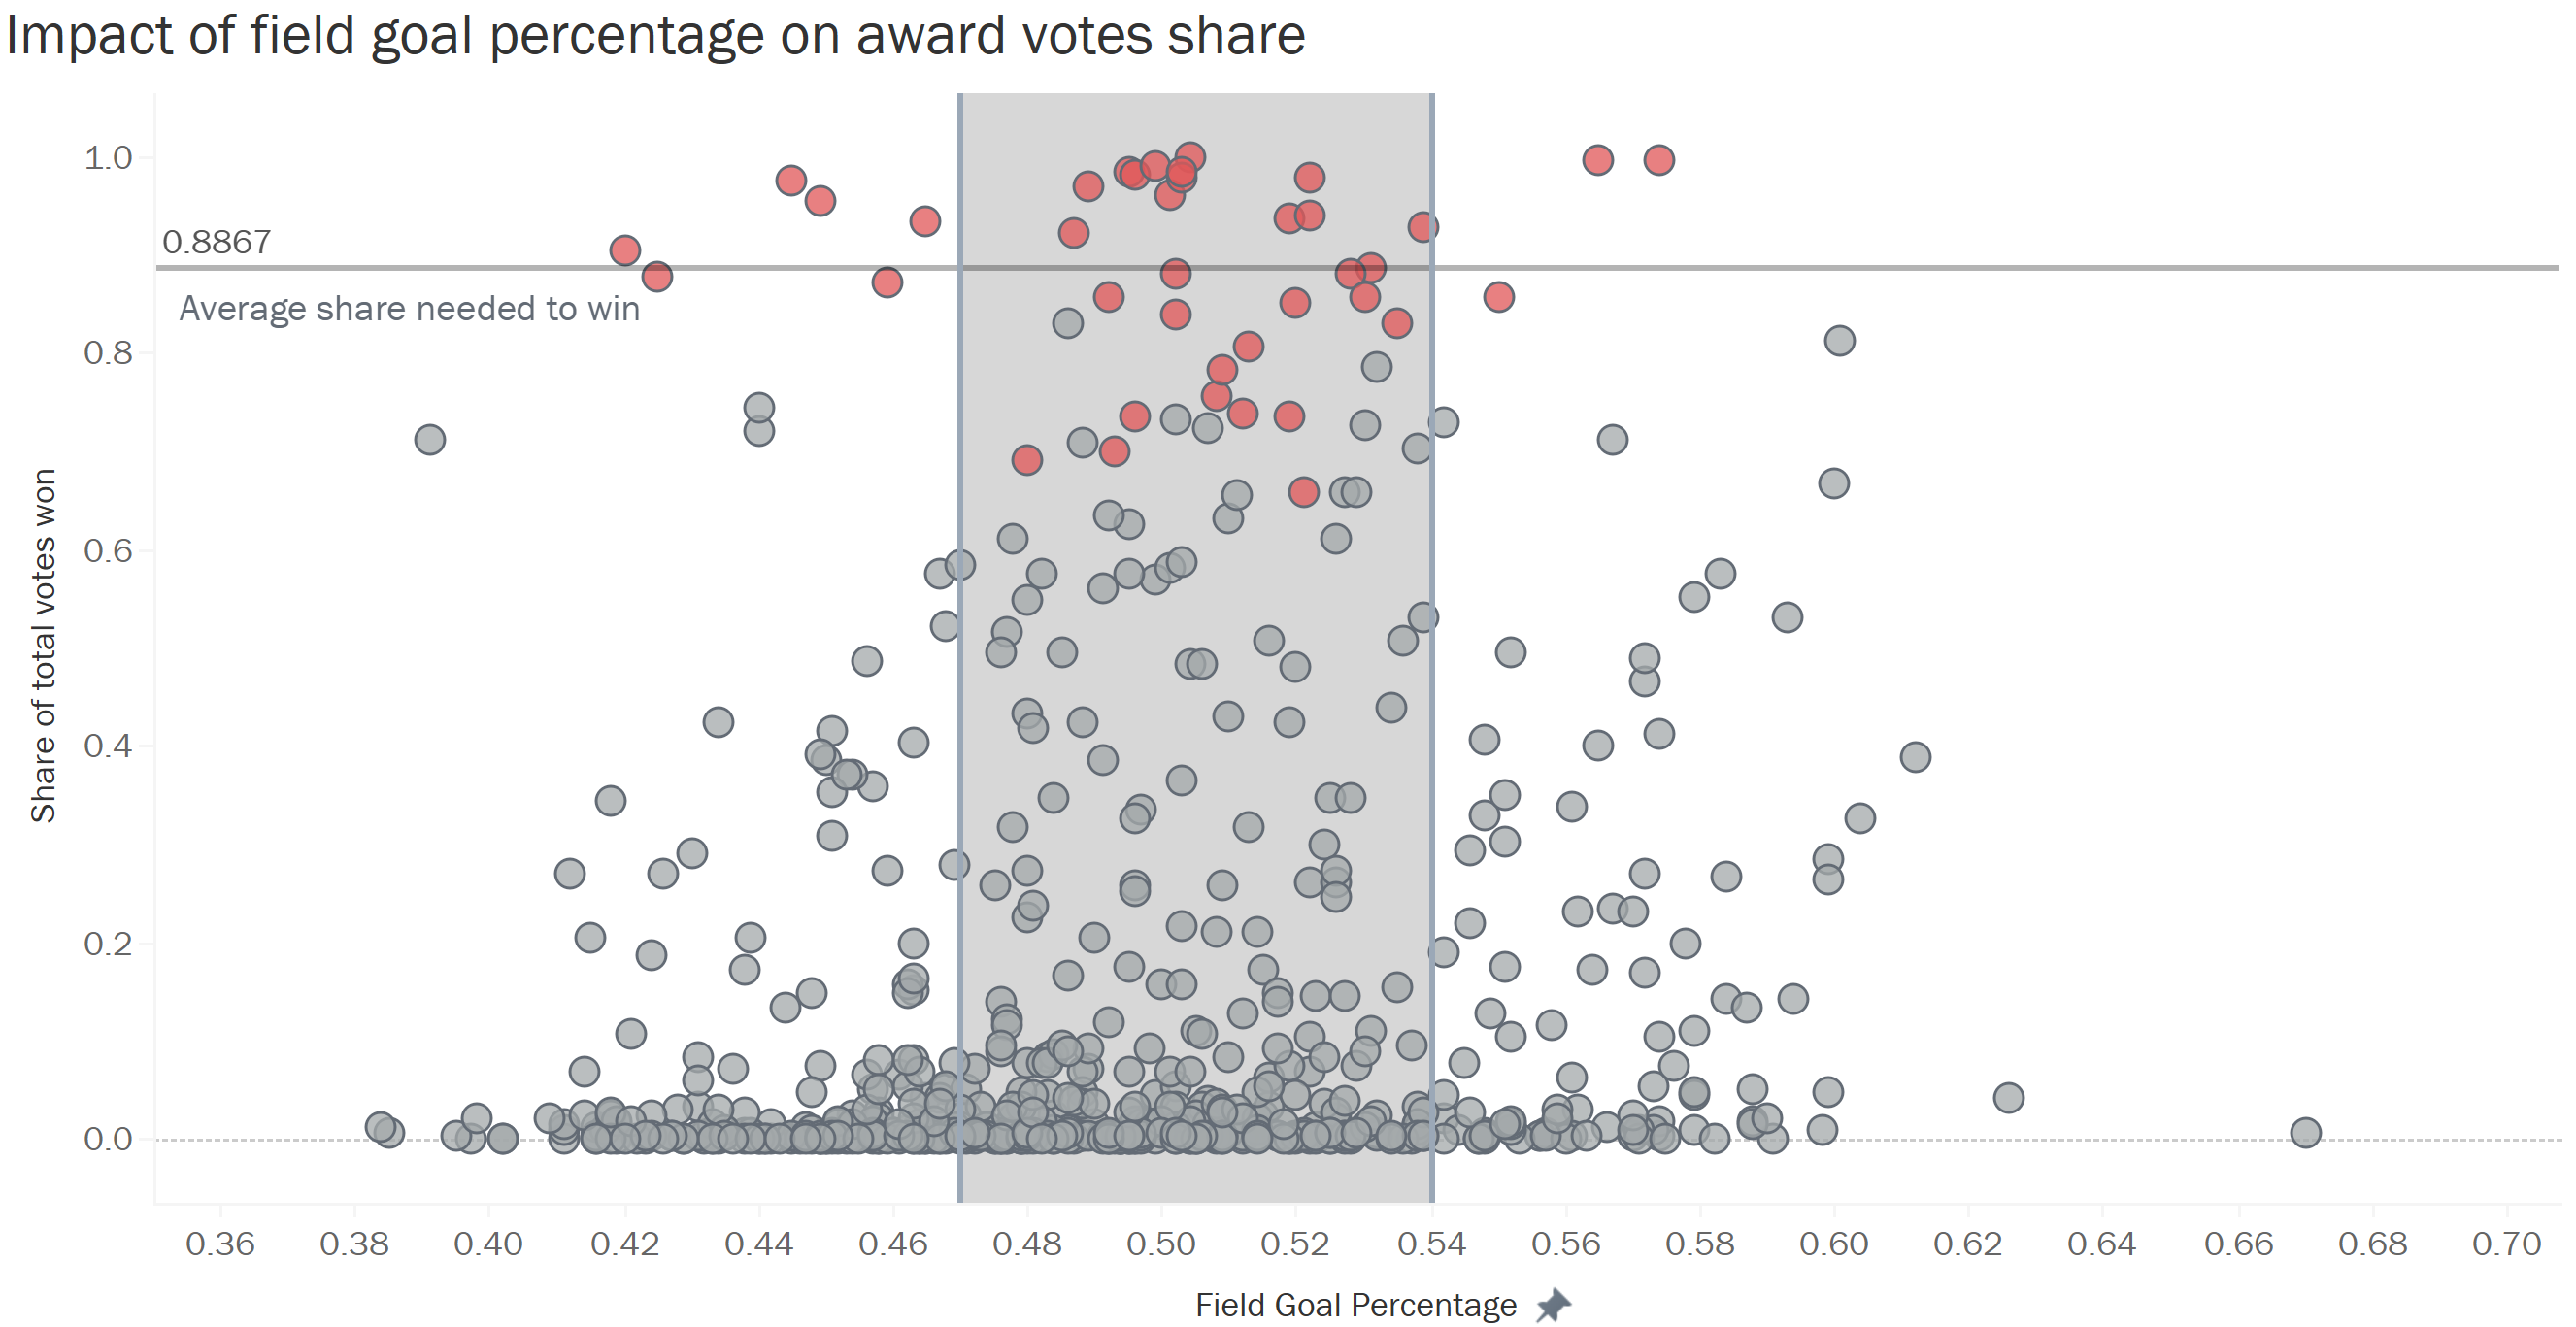 Impact of field goal percentage on award votes share
1.0
0.8867
Average share needed to win
0.8
0.6
0.4
0.2
0.0
Share of total votes won
0.36 0.38 0.40 0.42 0.44 0.46 0.48 0.50 0.52 0.54 0.56 0.58 0.60 0.62 0.64 0.66 0.68 0.70
Field Goal Percentage